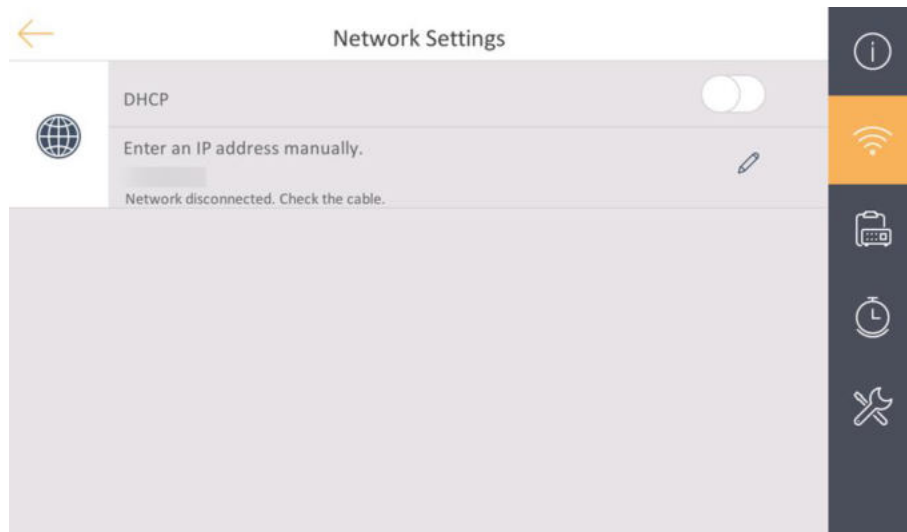 Network Settings
DHCP
Enter an IP address manually.
Network disconnected. Check the cable.